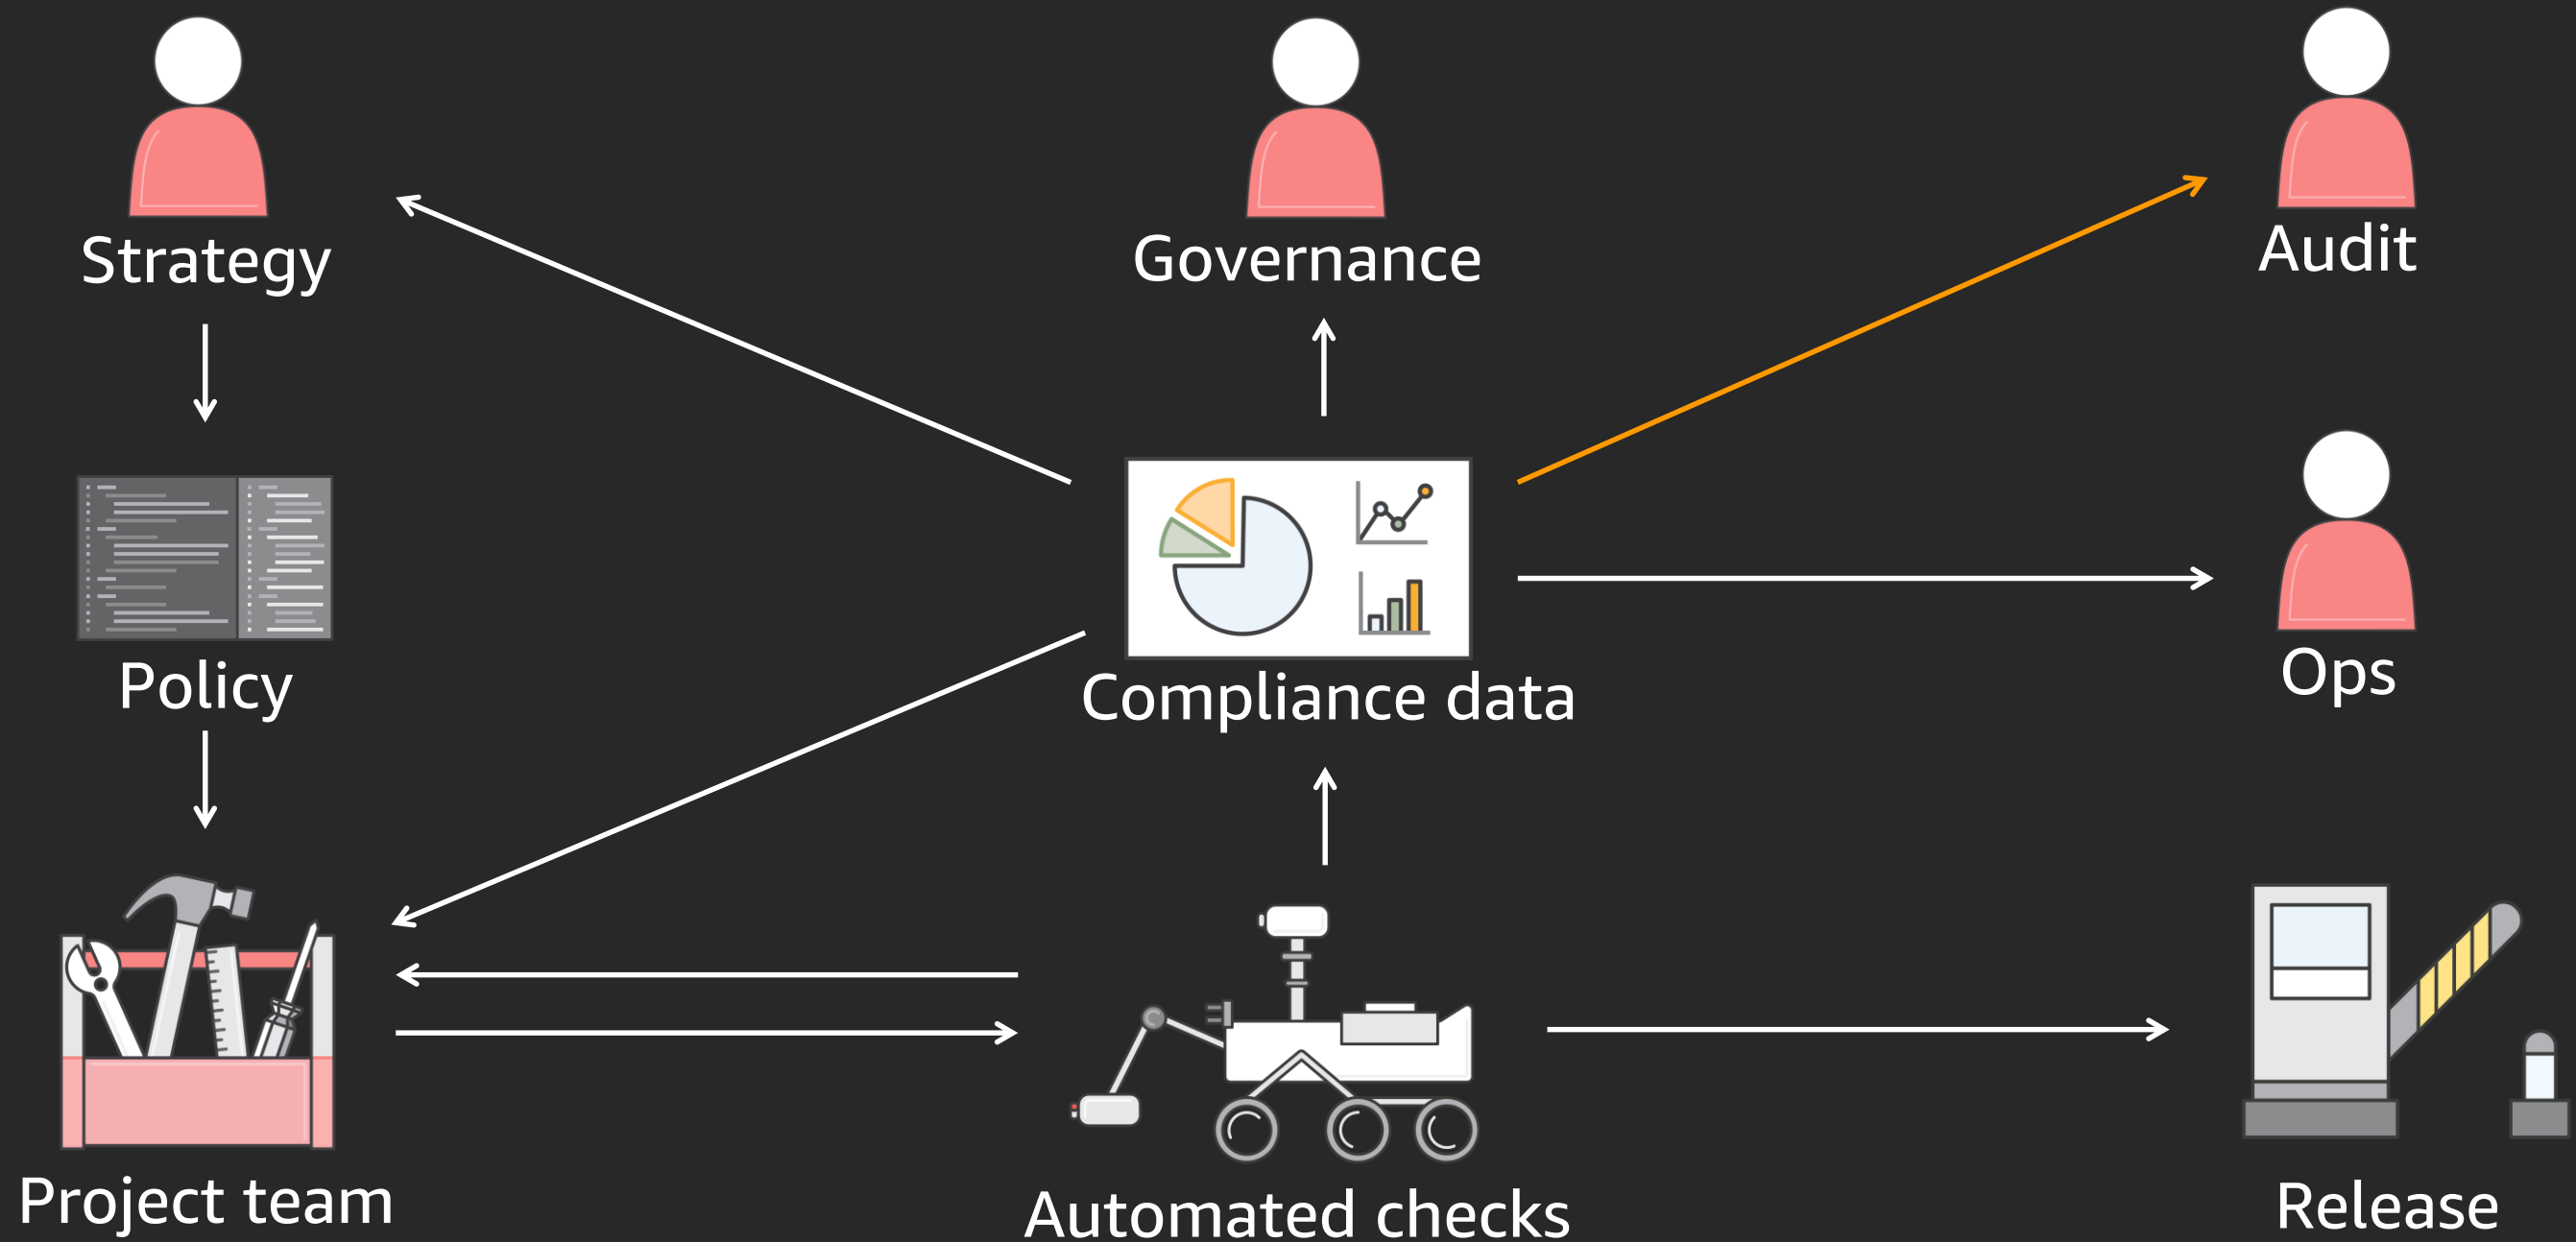 Strategy
Governance
Audit
Policy
Compliance data
Ops
Project team
Automated checks
Release